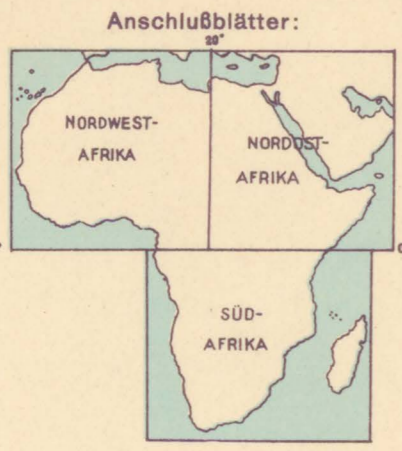 Anschlußblätter:
20°
NORDWEST-
AFRIKA
NORDOST-
AFRIKA
SÜD-
AFRIKA